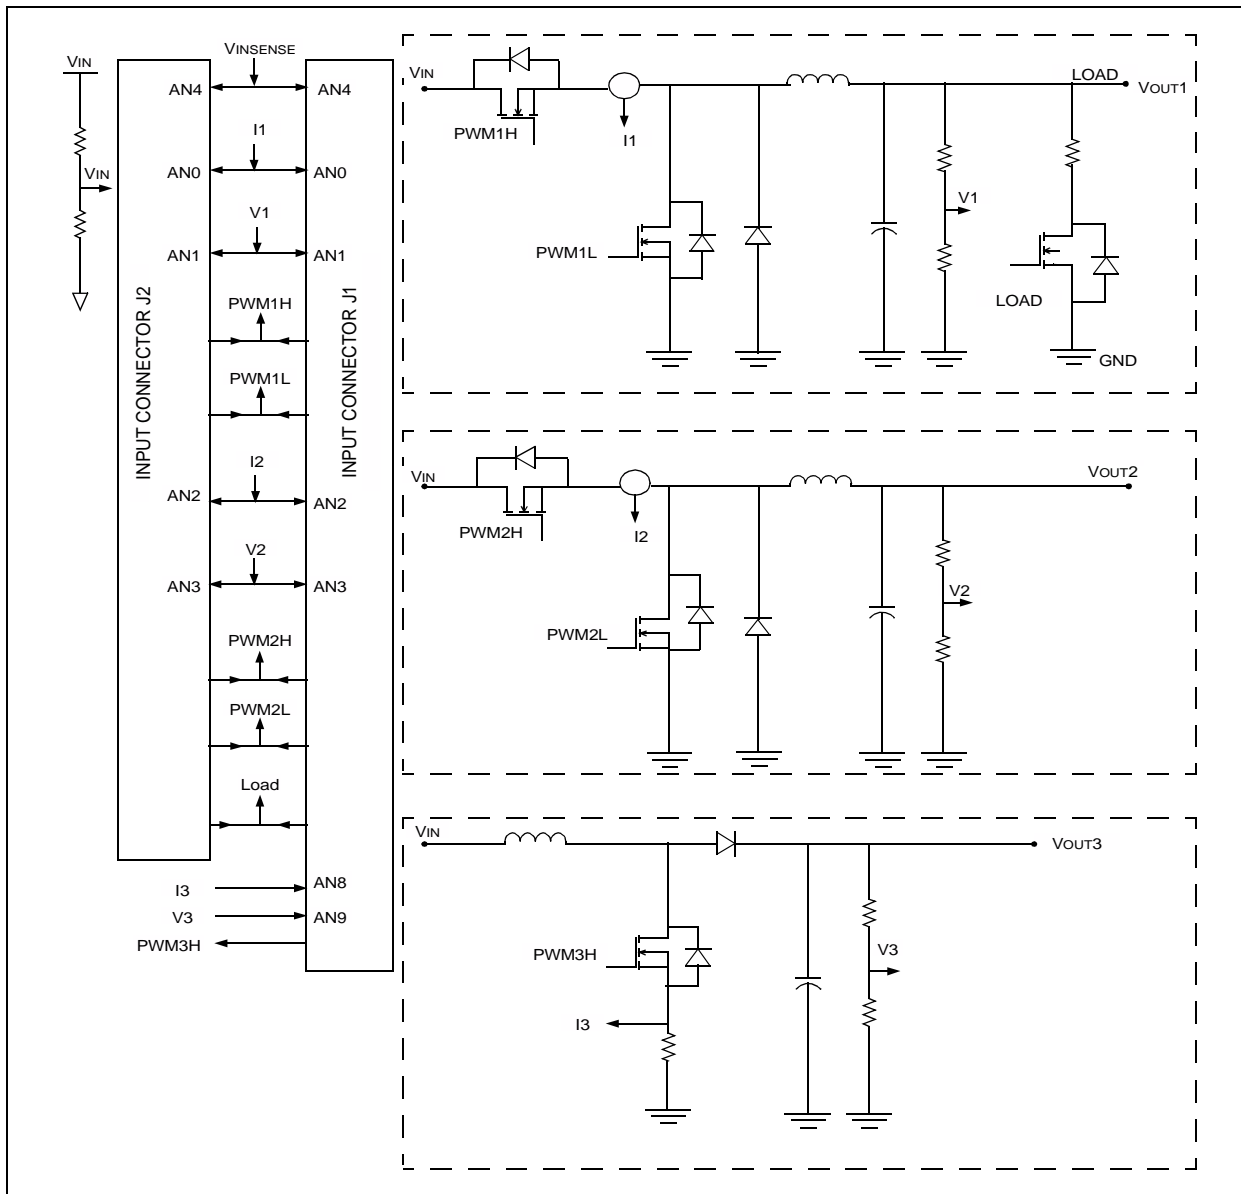 VIN
VIN
INPUT CONNECTOR J2
AN4
AN0
AN1
AN2
AN3
VINSENSE
I1
V1
PWM1H
PWM1L
I2
V2
PWM2H
PWM2L
Load
I3
V3
PWM3H
INPUT CONNECTOR J1
AN4
AN0
AN1
AN2
AN3
AN8
AN9
VIN
PWM1H
I1
PWM1L
V1
LOAD
VOUT1
LOAD
GND
VIN
PWM2H
I2
PWM2L
V2
VOUT2
VIN
PWM3H
I3
V3
VOUT3